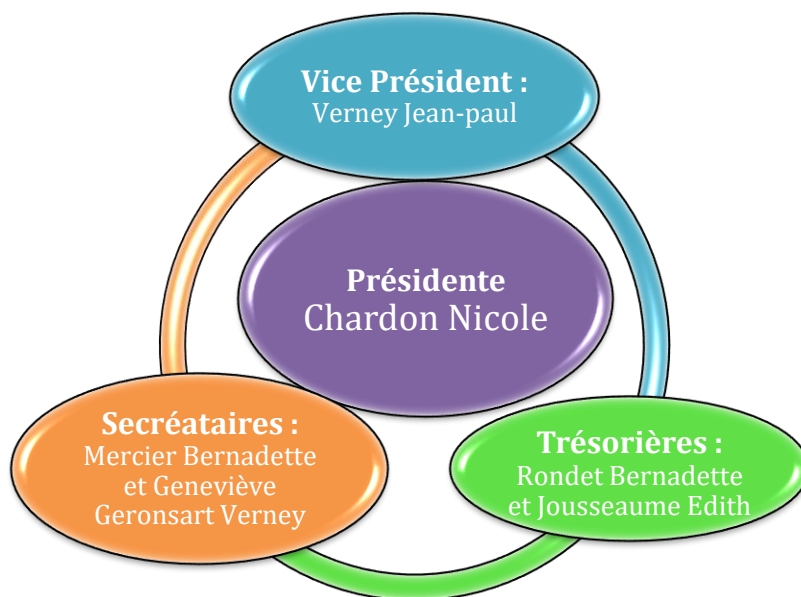 Vice Président :
Verney Jean-paul
Présidente
Chardon Nicole
Secréataires :
Mercier Bernadette
et Geneviève
Geronsart Verney
Trésorières :
Rondet Bernadette
et Jousseaume Edith